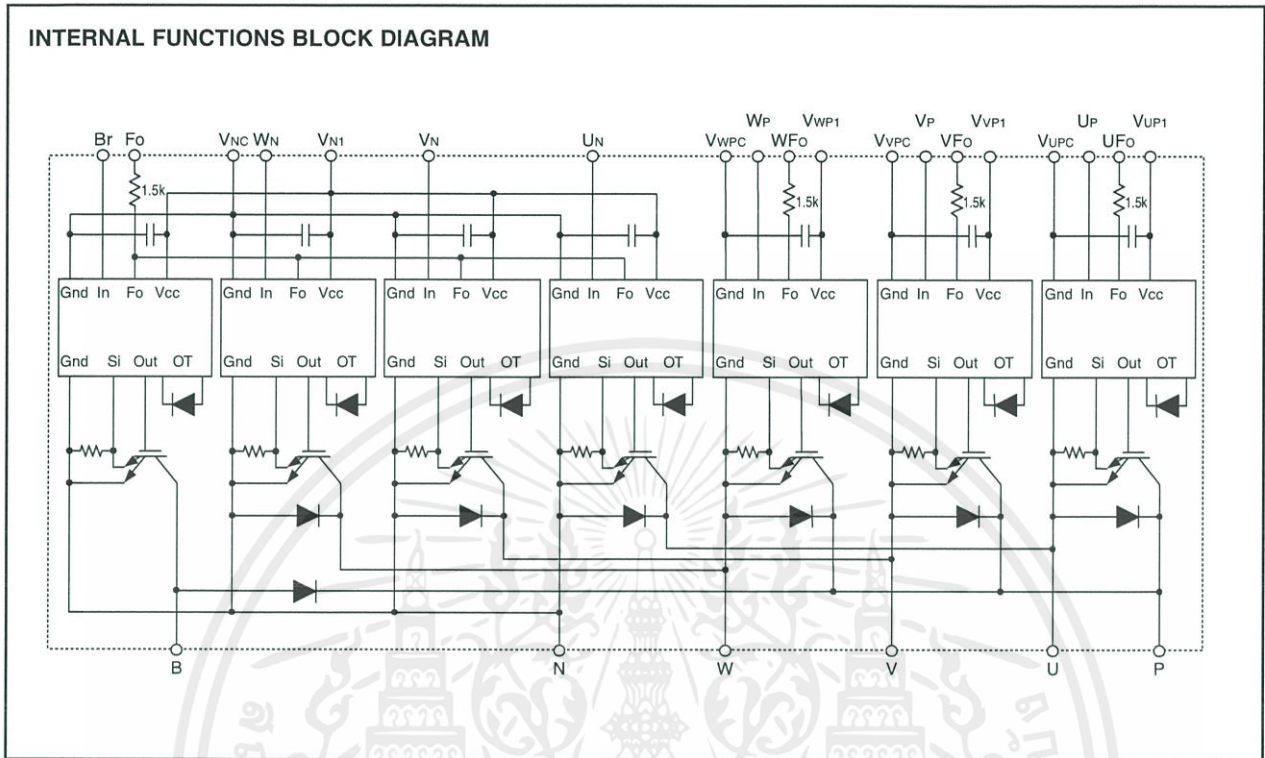 INTERNAL FUNCTIONS BLOCK DIAGRAM
WP VWP1 VP VVP1 UP VUP1
Br Fo VNC WN VN1 VN UN VWPC WFo VVPC VFo VUPC UFo
1.5k 1.5k 1.5k 1.5k
Gnd In Fo Vcc Gnd In Fo Vcc Gnd In Fo Vcc Gnd In Fo Vcc Gnd In Fo Vcc Gnd In Fo Vcc Gnd In Fo Vcc
Gnd Si Out OT Gnd Si Out OT Gnd Si Out OT Gnd Si Out OT Gnd Si Out OT Gnd Si Out OT Gnd Si Out OT
B N W V U P